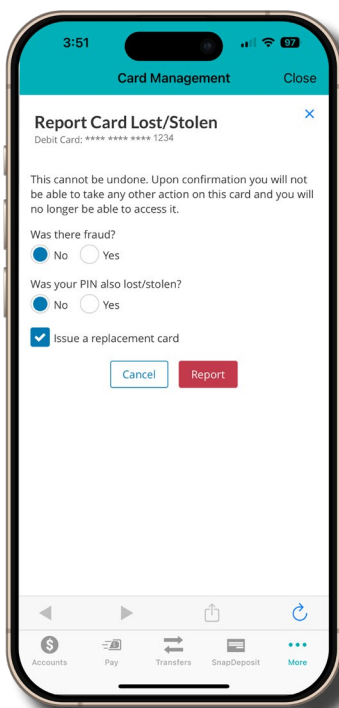 3:51
97
Card Management
Close
Report Card Lost/Stolen
Debit Card: **** **** **** 1234
This cannot be undone. Upon confirmation you will not
be able to take any other action on this card and you will
no longer be able to access it.
Was there fraud?
No Yes
Was your PIN also lost/stolen?
No Yes
Issue a replacement card
Cancel Report
Accounts Pay Transfers SnapDeposit More